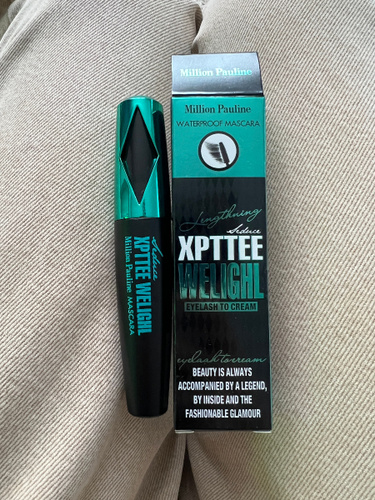 Million Pauline
Million Pauline
WATERPROOF MASCARA
Lengthning
Seduce
XPTTEE
WELIGHL
EYELASH TO CREAM
eyelash to cream
BEAUTY IS ALWAYS
ACCOMPANIED BY A LEGEND,
BY INSIDE AND THE
FASHIONABLE GLAMOUR
Seduce
XPTTEE WELIGHL
Million Pauline MASCARA